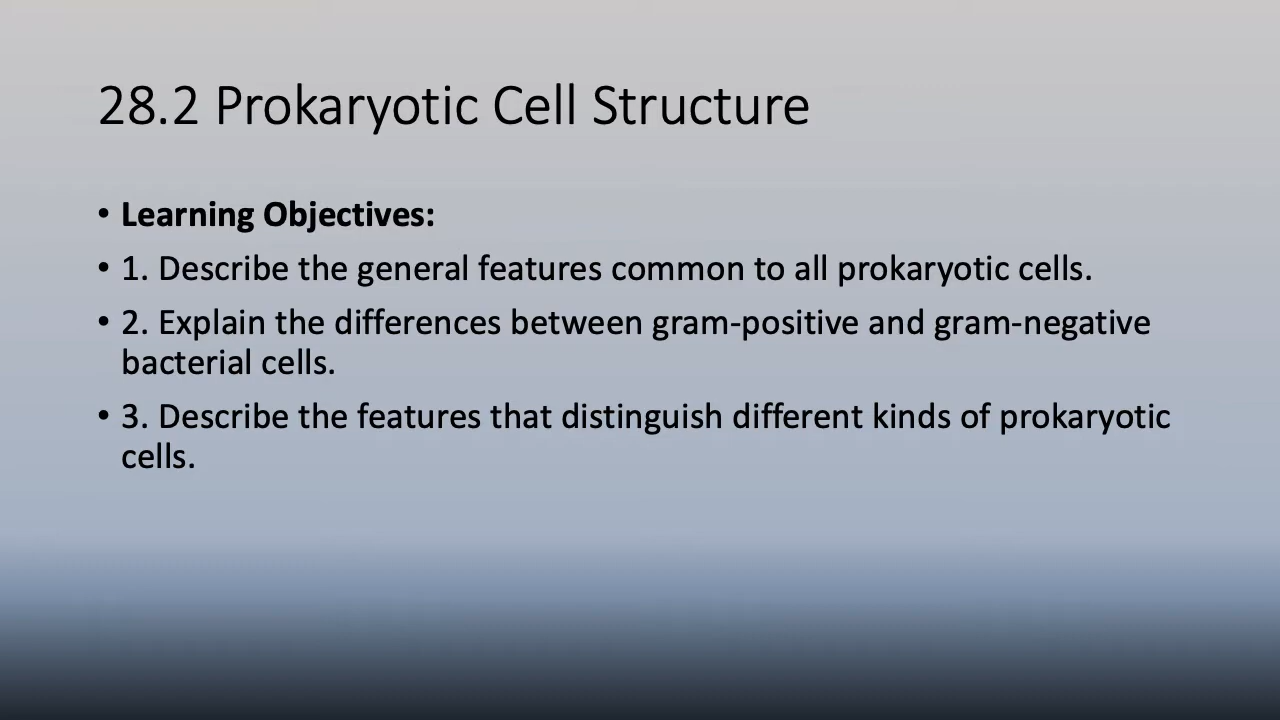 28.2 Prokaryotic Cell Structure
• Learning Objectives:
• 1. Describe the general features common to all prokaryotic cells.
• 2. Explain the differences between gram-positive and gram-negative
bacterial cells.
• 3. Describe the features that distinguish different kinds of prokaryotic
cells.